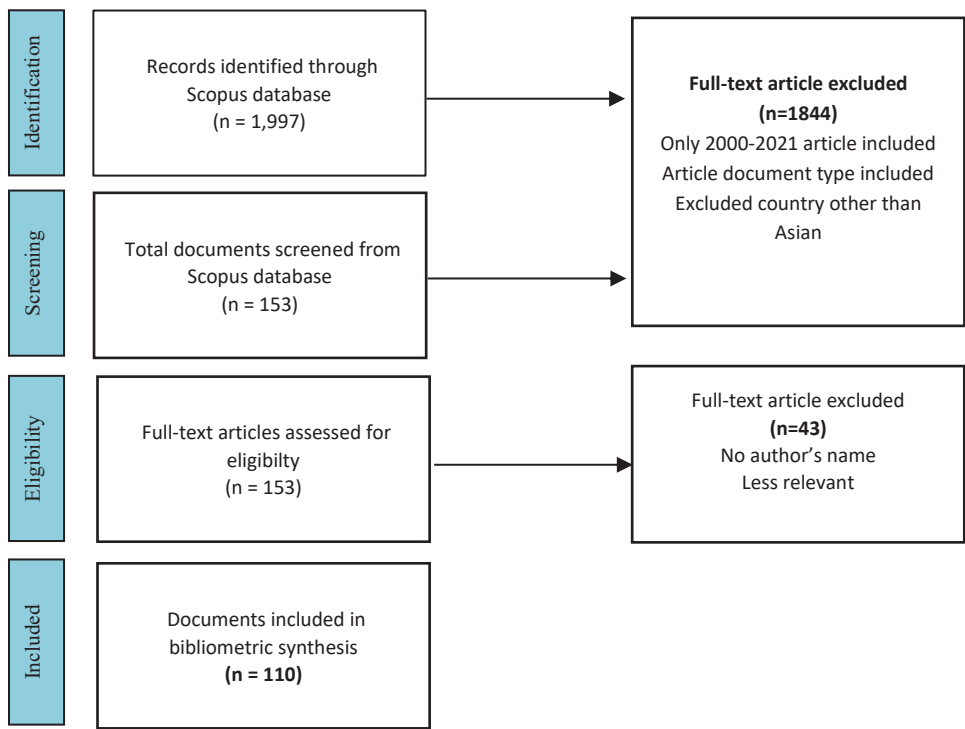 Identification
Records identified through
Scopus database
(n = 1,997)
Full-text article excluded
(n=1844)
Only 2000-2021 article included
Article document type included
Excluded country other than
Asian
Screening
Total documents screened from
Scopus database
(n = 153)
Eligibility
Full-text articles assessed for
eligibilty
(n = 153)
Full-text article excluded
(n=43)
No author’s name
Less relevant
Included
Documents included in
bibliometric synthesis
(n = 110)